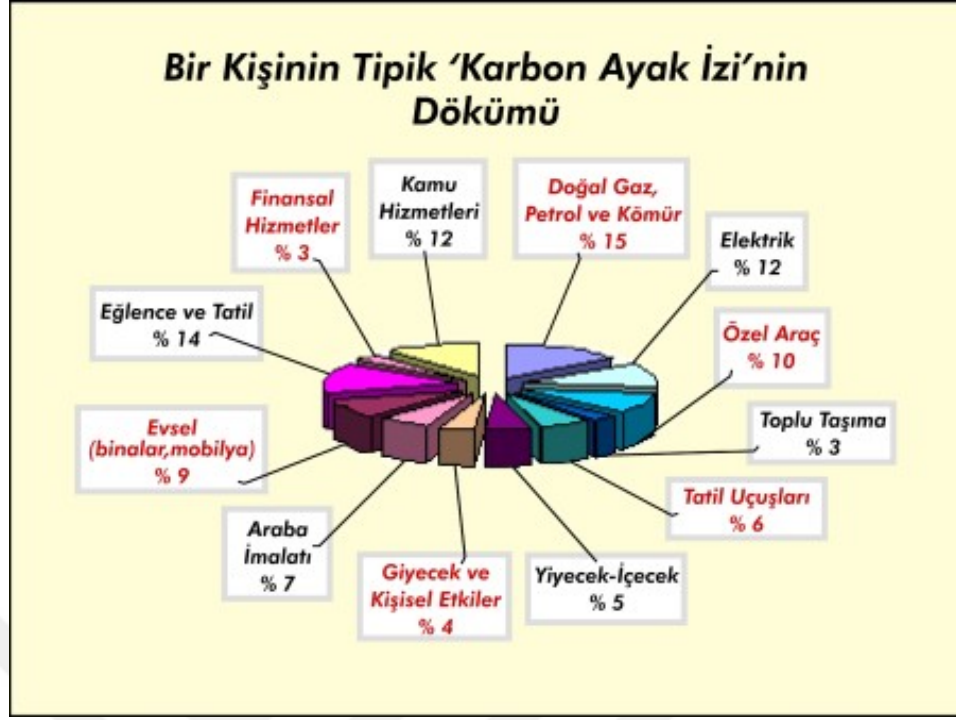 Bir Kişinin Tipik ‘Karbon Ayak İzi’nin
Dökümü
Finansal
Hizmetler
% 3
Kamu
Hizmetleri
% 12
Doğal Gaz,
Petrol ve Kömür
% 15
Elektrik
% 12
Eğlence ve Tatil
% 14
Özel Araç
% 10
Evsel
(binalar,mobilya)
% 9
Toplu Taşıma
% 3
Tatil Uçuşları
% 6
Araba
İmalatı
% 7
Giyecek ve
Kişisel Etkiler
% 4
Yiyecek-İçecek
% 5